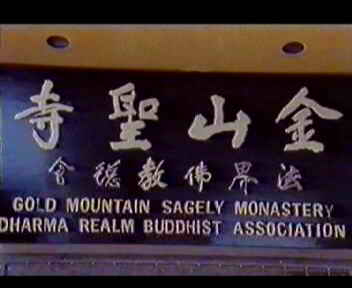 金山聖寺
法界佛教總會
GOLD MOUNTAIN SAGELY MONASTERY
DHARMA REALM BUDDHIST ASSOCIATION